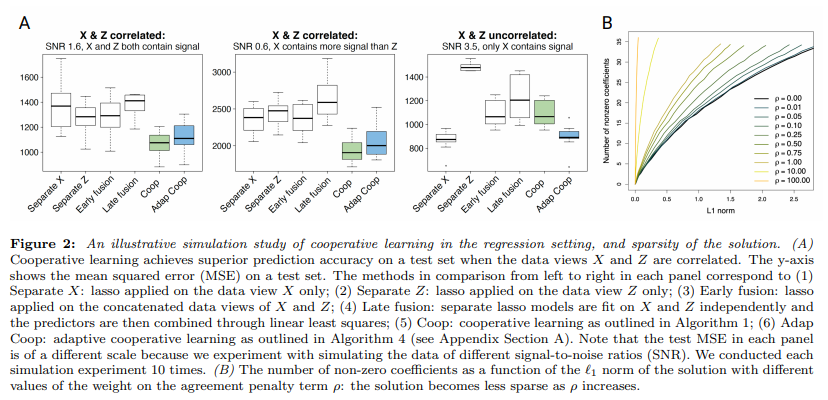 A
X & Z correlated:
SNR 1.6, X and Z both contain signal
1600
1400
1200
1000
Separate X
Separate Z
Early fusion
Late fusion
Coop
Adap Coop
X & Z correlated:
SNR 0.6, X contains more signal than Z
3000
2500
2000
Separate X
Separate Z
Early fusion
Late fusion
Coop
Adap Coop
X & Z uncorrelated:
SNR 3.5, only X contains signal
1400
1200
1000
800
Separate X
Separate Z
Early fusion
Late fusion
Coop
Adap Coop
B
Number of nonzero coefficients
35
30
25
20
15
10
5
0
0.0
0.5
1.0
1.5
2.0
2.5
L1 norm
ρ = 0.00
ρ = 0.01
ρ = 0.05
ρ = 0.10
ρ = 0.25
ρ = 0.50
ρ = 0.75
ρ = 1.00
ρ = 10.00
ρ = 100.00
Figure 2: An illustrative simulation study of cooperative learning in the regression setting, and sparsity of the solution. (A)
Cooperative learning achieves superior prediction accuracy on a test set when the data views X and Z are correlated. The y-axis
shows the mean squared error (MSE) on a test set. The methods in comparison from left to right in each panel correspond to (1)
Separate X: lasso applied on the data view X only; (2) Separate Z: lasso applied on the data view Z only; (3) Early fusion: lasso
applied on the concatenated data views of X and Z; (4) Late fusion: separate lasso models are fit on X and Z independently and
the predictors are then combined through linear least squares; (5) Coop: cooperative learning as outlined in Algorithm 1; (6) Adap
Coop: adaptive cooperative learning as outlined in Algorithm 4 (see Appendix Section A). Note that the test MSE in each panel
is of a different scale because we experiment with simulating the data of different signal-to-noise ratios (SNR). We conducted each
simulation experiment 10 times. (B) The number of non-zero coefficients as a function of the ℓ1 norm of the solution with different
values of the weight on the agreement penalty term ρ: the solution becomes less sparse as ρ increases.